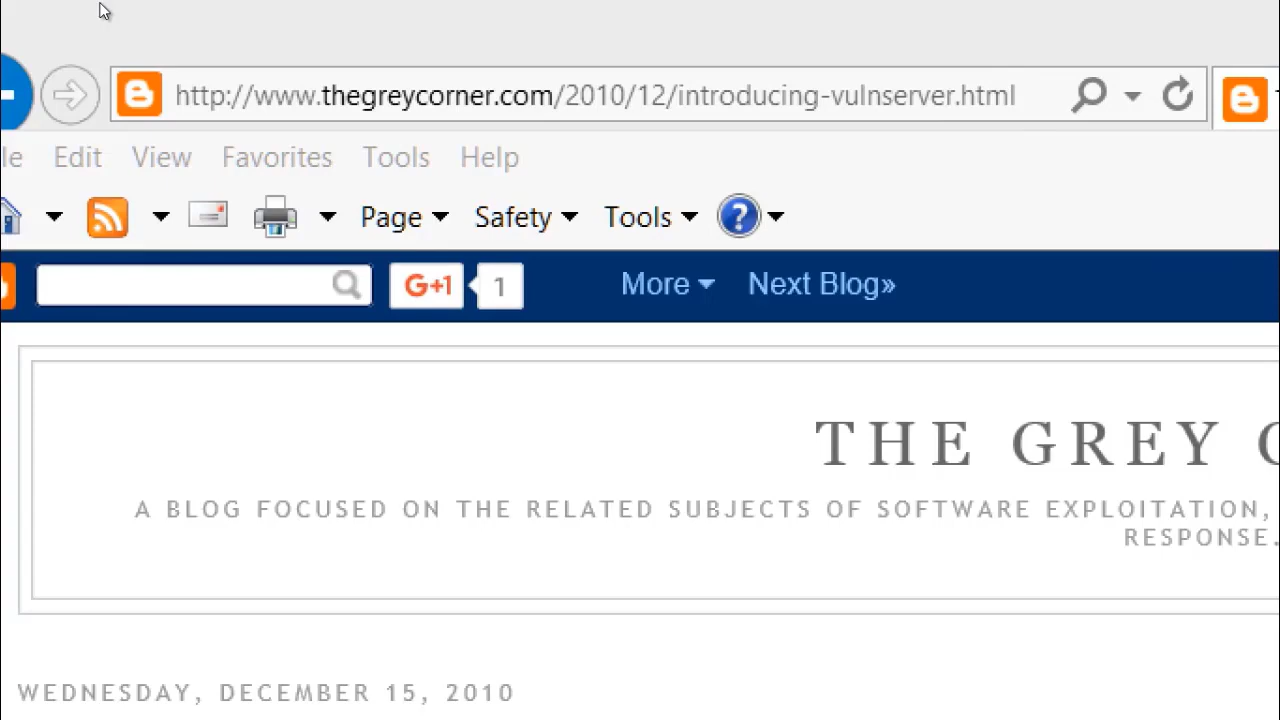 http://www.thegreycorner.com/2010/12/introducing-vulnserver.html
le Edit View Favorites Tools Help
Page Safety Tools ?
G+1 1 More Next Blog»
THE GREY
A BLOG FOCUSED ON THE RELATED SUBJECTS OF SOFTWARE EXPLOITATION,
RESPONSE.
WEDNESDAY, DECEMBER 15, 2010